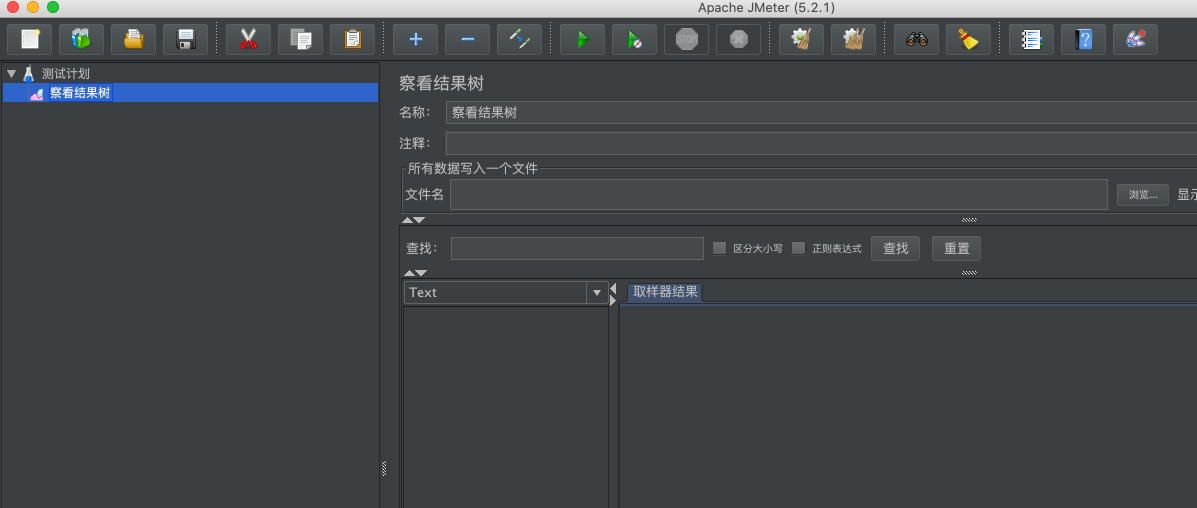 Apache JMeter (5.2.1)
STOP
?
测试计划
察看结果树
察看结果树
名称： 察看结果树
注释：
所有数据写入一个文件
文件名 浏览... 显示
查找： 区分大小写 正则表达式 查找 重置
Text 取样器结果